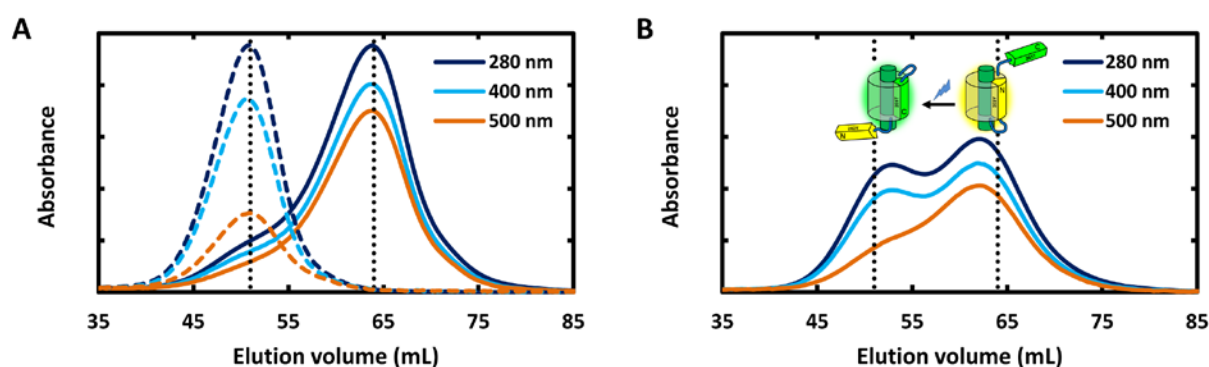 A
280 nm
400 nm
500 nm
Absorbance
35 45 55 65 75 85
Elution volume (mL)
B
280 nm
400 nm
500 nm
C
N
N
Absorbance
35 45 55 65 75 85
Elution volume (mL)